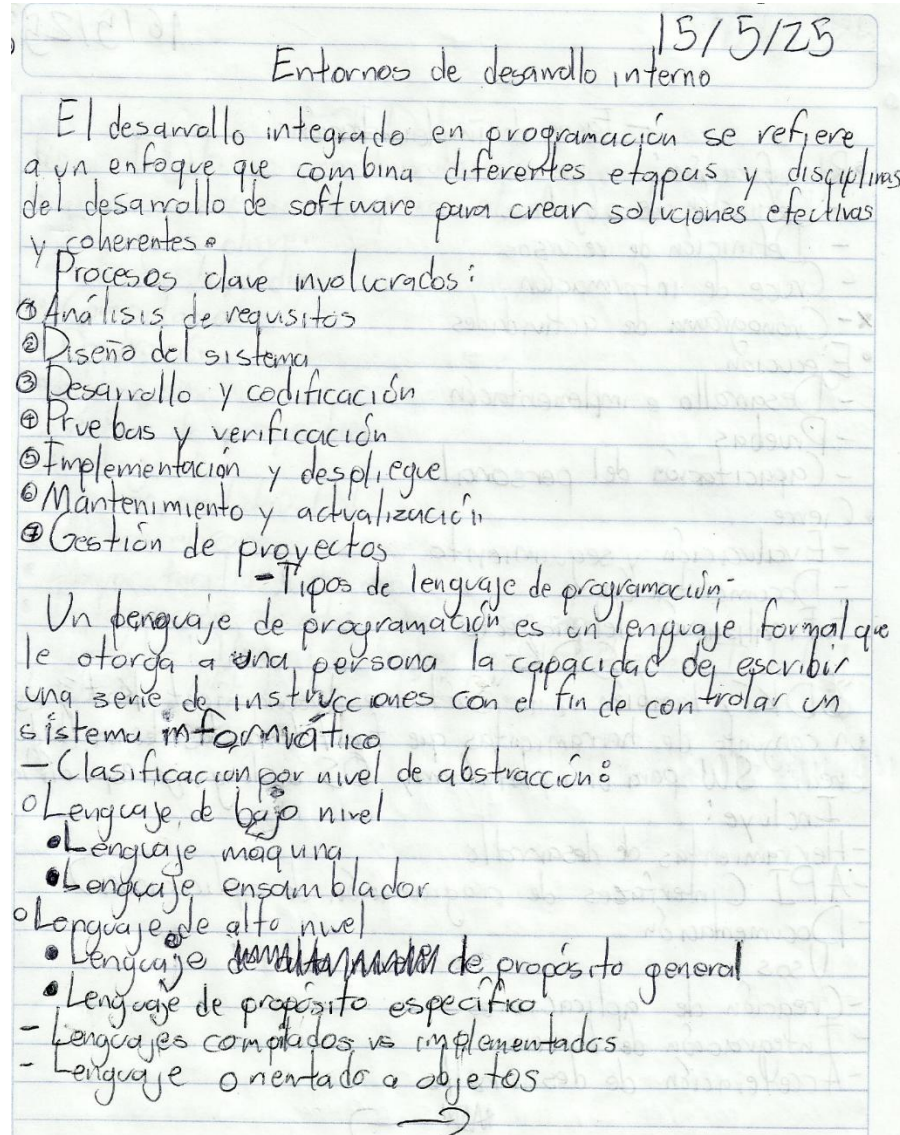 15/5/25
Entornos de desarrollo interno
El desarrollo integrado en programación se refiere
a un enfoque que combina diferentes etapas y disciplinas
del desarrollo de software para crear soluciones efectivas
y coherentes.
Procesos clave involucrados:
① Análisis de requisitos
② Diseño del sistema
③ Desarrollo y codificación
④ Pruebas y verificación
⑤ Implementación y despliegue
⑥ Mantenimiento y actualización
⑦ Gestión de proyectos
- Tipos de lenguaje de programación -
Un lenguaje de programación es un lenguaje formal que
le otorga a una persona la capacidad de escribir
una serie de instrucciones con el fin de controlar un
sistema informático
- Clasificación por nivel de abstracción:
○ Lenguaje de bajo nivel
● Lenguaje máquina
● Lenguaje ensamblador
○ Lenguaje de alto nivel
● Lenguaje de propósito general
● Lenguaje de propósito específico
- Lenguajes compilados vs implementados
- Lenguaje orientado a objetos
→